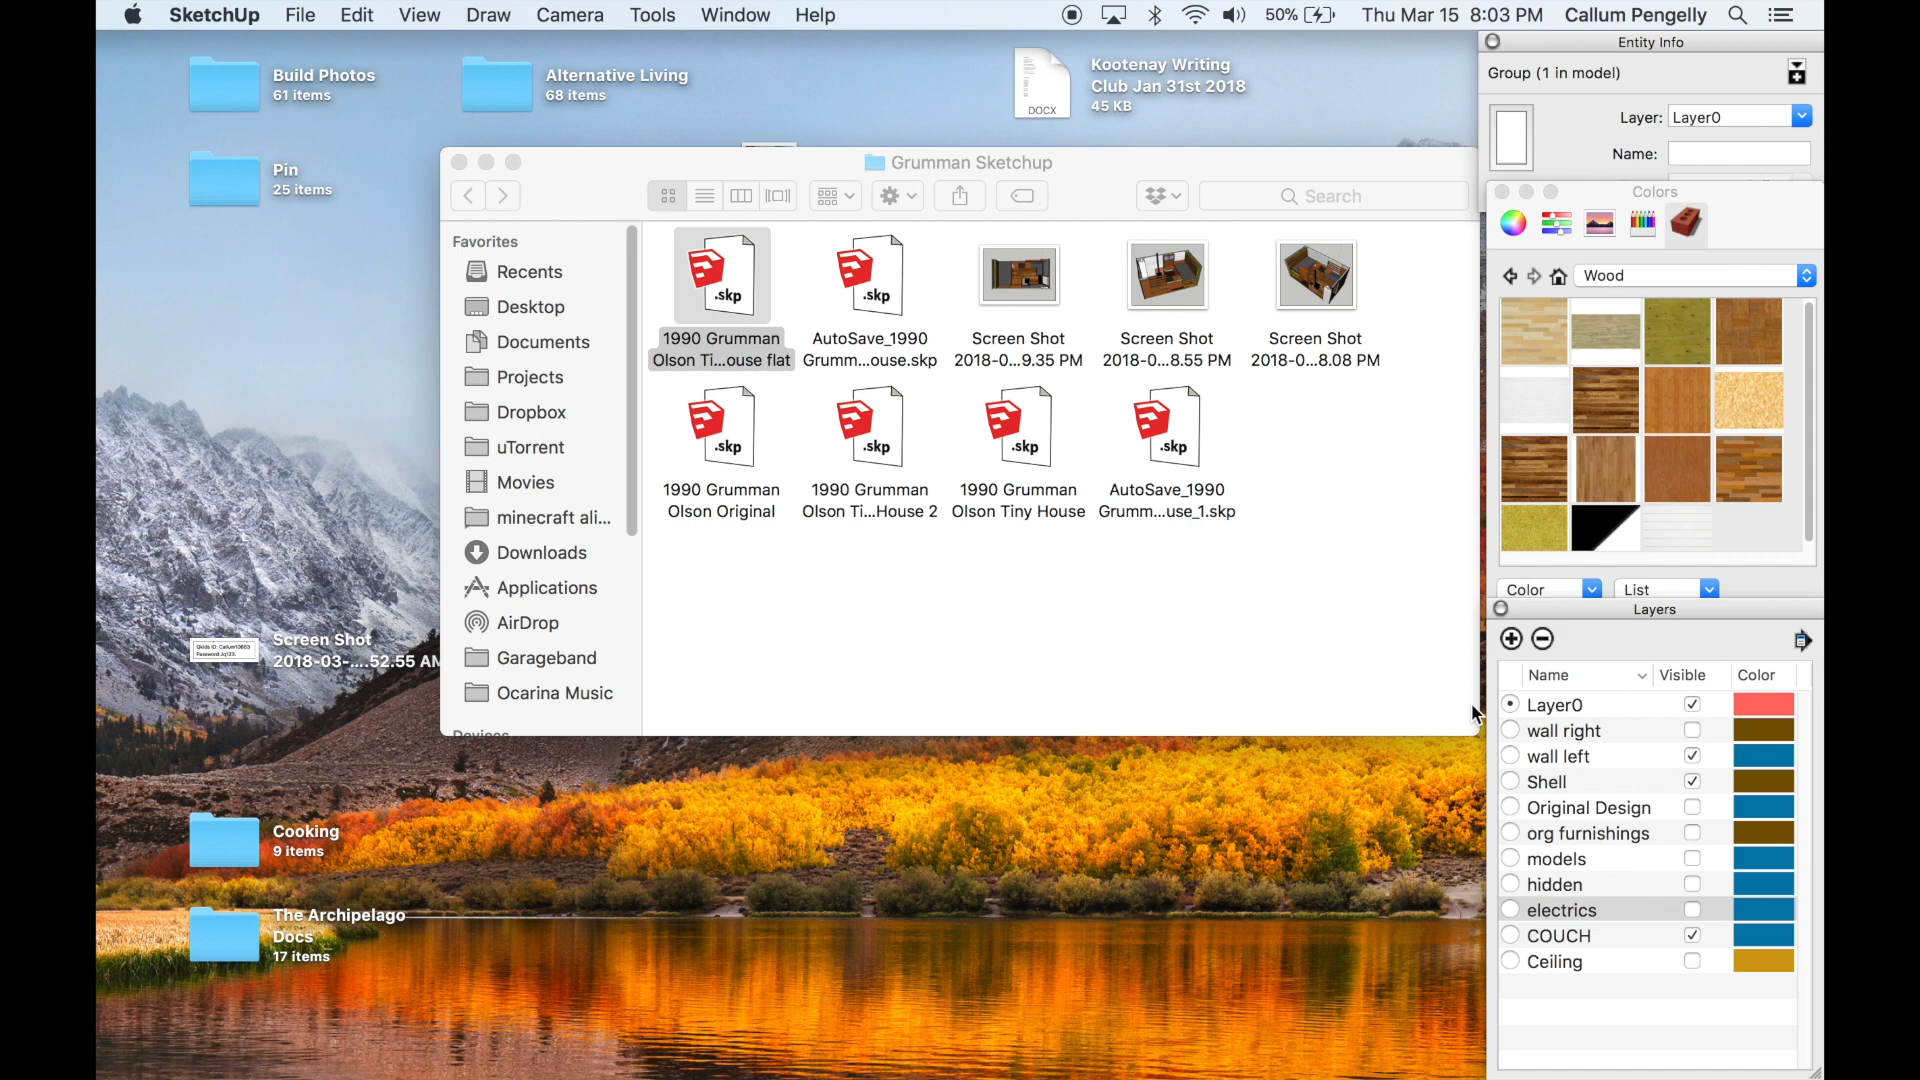 SketchUp File Edit View Draw Camera Tools Window Help 50% Thu Mar 15 8:03 PM Callum Pengelly
Build Photos
61 items
Alternative Living
68 items
DOCX
Kootenay Writing
Club Jan 31st 2018
45 KB
Pin
25 items
Screen Shot
2018-03-....52.55 AM
Cooking
9 items
The Archipelago
Docs
17 items
Grumman Sketchup
Search
Favorites
Recents
Desktop
Documents
Projects
Dropbox
uTorrent
Movies
minecraft ali...
Downloads
Applications
AirDrop
Garageband
Ocarina Music
Devices
.skp
1990 Grumman
Olson Ti...ouse flat
.skp
AutoSave_1990
Grumm...ouse.skp
Screen Shot
2018-0...9.35 PM
Screen Shot
2018-0...8.55 PM
Screen Shot
2018-0...8.08 PM
.skp
1990 Grumman
Olson Original
.skp
1990 Grumman
Olson Ti...House 2
.skp
1990 Grumman
Olson Tiny House
.skp
AutoSave_1990
Grumm...use_1.skp
Entity Info
Group (1 in model)
Layer: Layer0
Name:
Colors
Wood
Color List
Layers
Name Visible Color
Layer0
wall right
wall left
Shell
Original Design
org furnishings
models
hidden
electrics
COUCH
Ceiling